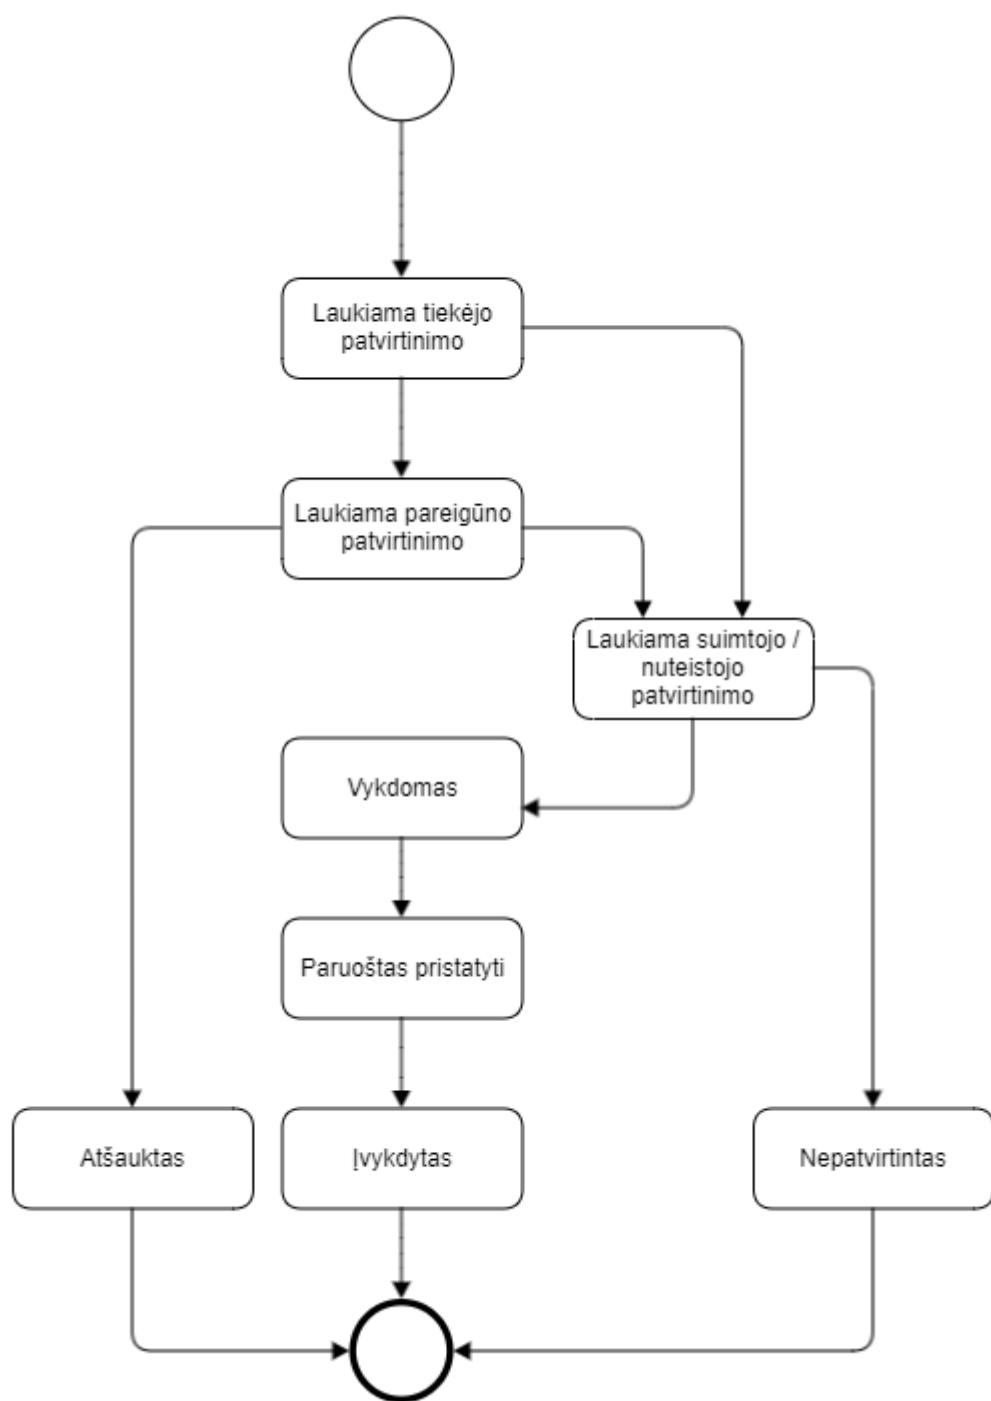 Laukiama tiekėjo
patvirtinimo
Laukiama pareigūno
patvirtinimo
Laukiama suimtojo /
nuteistojo
patvirtinimo
Vykdomas
Paruoštas pristatyti
Atšauktas
Įvykdytas
Nepatvirtintas